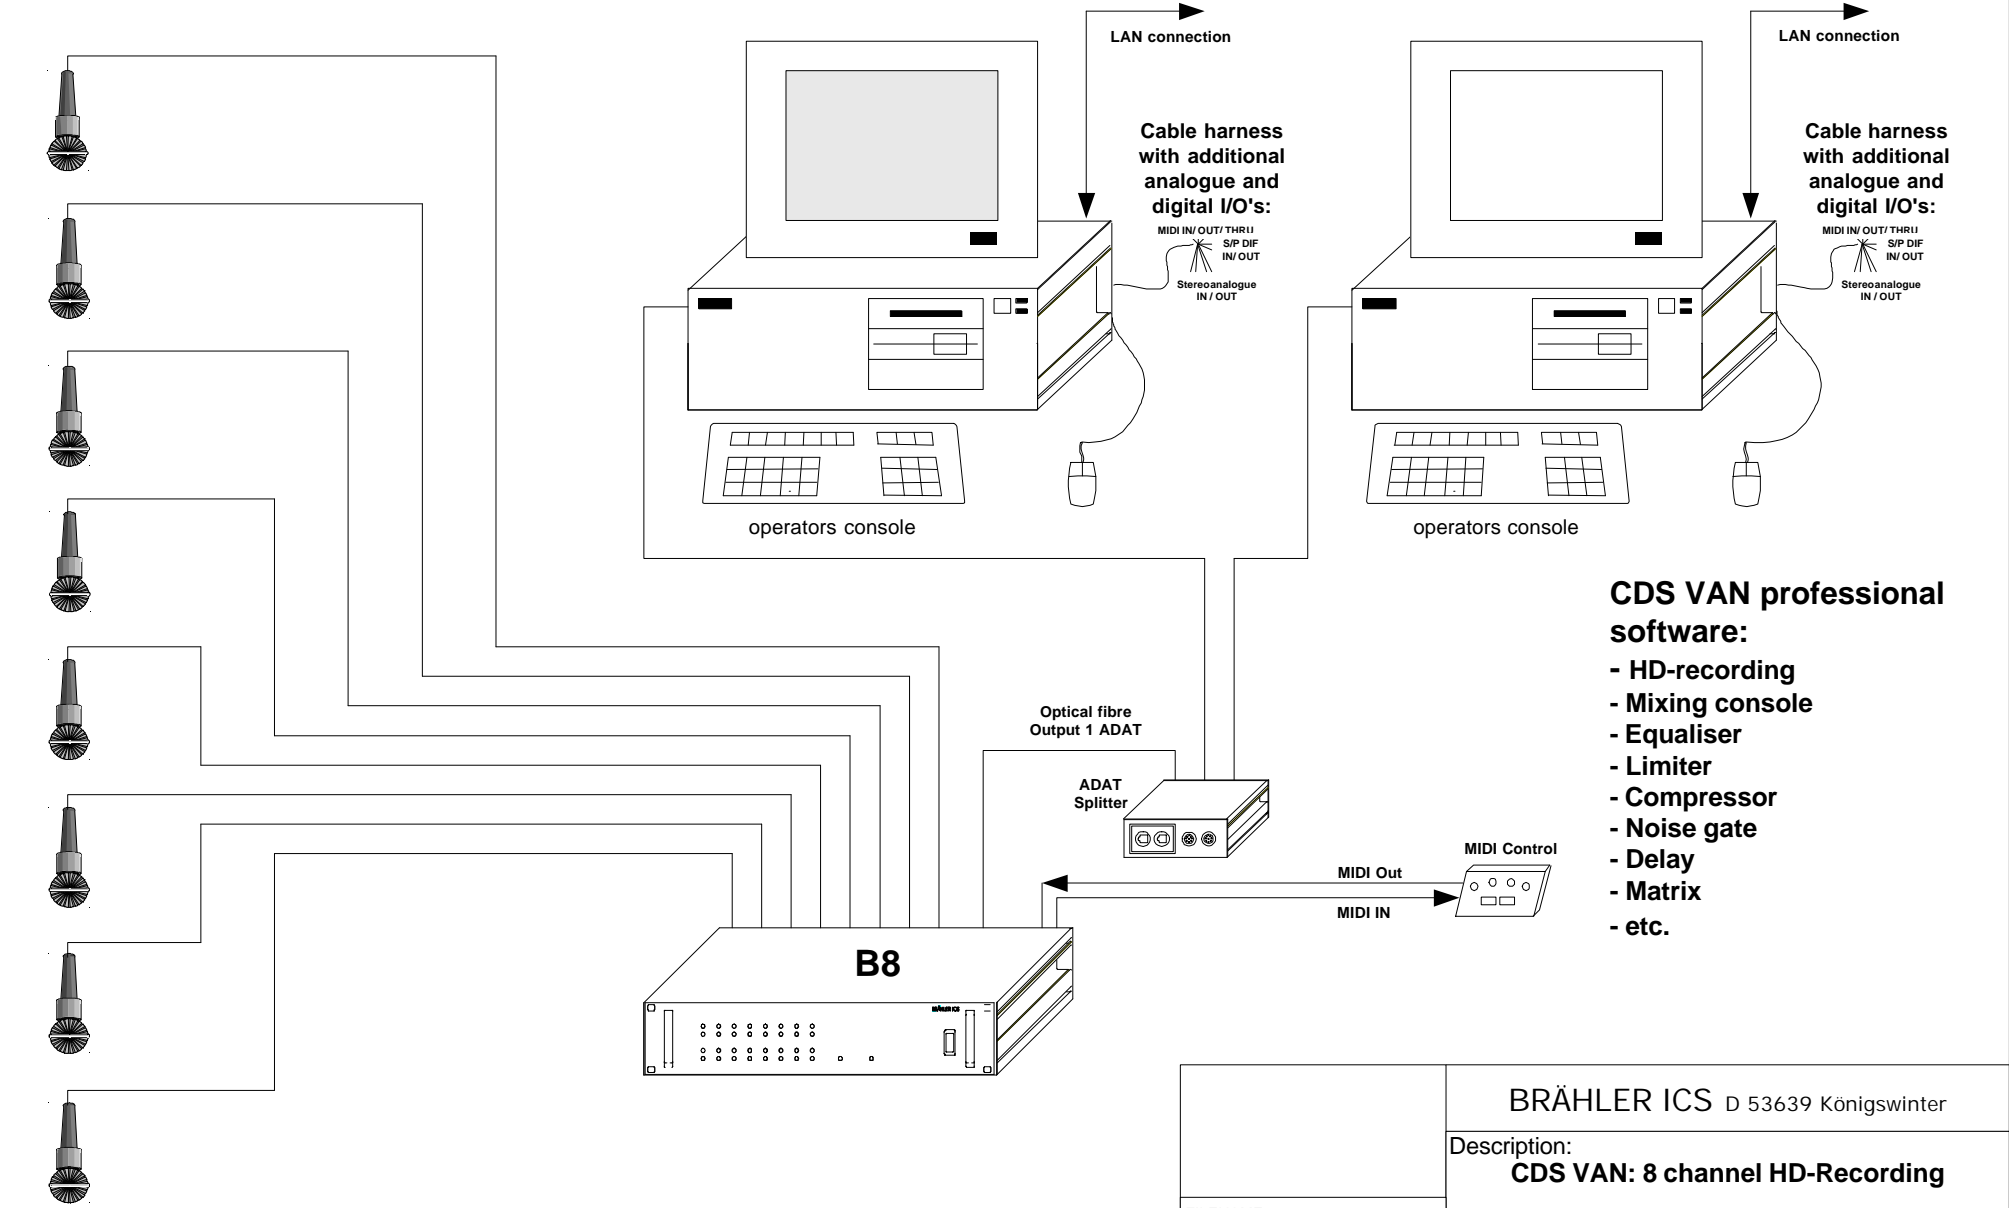 LAN connection
LAN connection
Cable harness
with additional
analogue and
digital I/O's:
MIDI IN/ OUT/ THRU
S/P DIF
IN/ OUT
Stereoanalogue
IN / OUT
Cable harness
with additional
analogue and
digital I/O's:
MIDI IN/ OUT/ THRU
S/P DIF
IN/ OUT
Stereoanalogue
IN / OUT
operators console
operators console
CDS VAN professional
software:
- HD-recording
- Mixing console
- Equaliser
- Limiter
- Compressor
- Noise gate
- Delay
- Matrix
- etc.
Optical fibre
Output 1 ADAT
ADAT
Splitter
MIDI Control
MIDI Out
MIDI IN
B8
BRÄHLER ICS
BRÄHLER ICS D 53639 Königswinter
Description:
CDS VAN: 8 channel HD-Recording